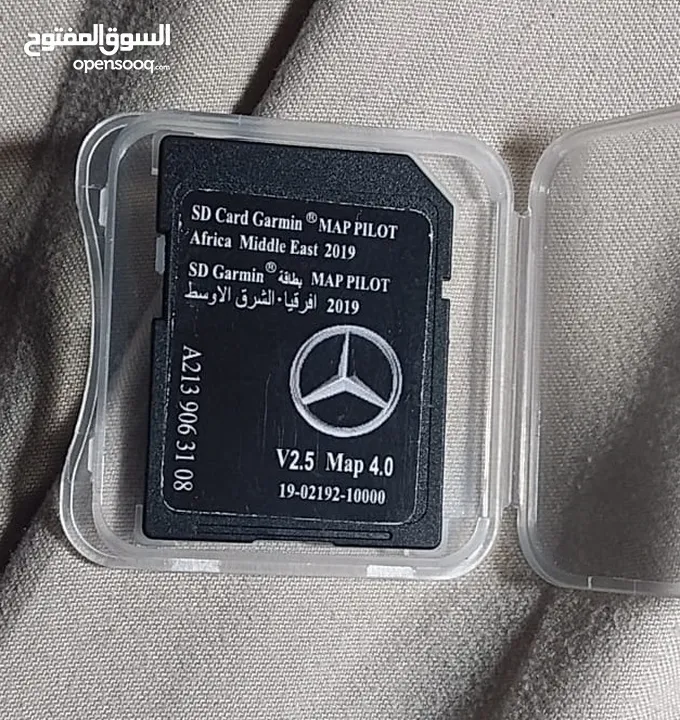 السوق المفتوح
opensooq.com
SD Card Garmin® MAP PILOT
Africa Middle East 2019
SD Garmin® بطاقة MAP PILOT
افرقيا-الشرق الاوسط 2019
A213 906 31 08
V2.5 Map 4.0
19-02192-10000